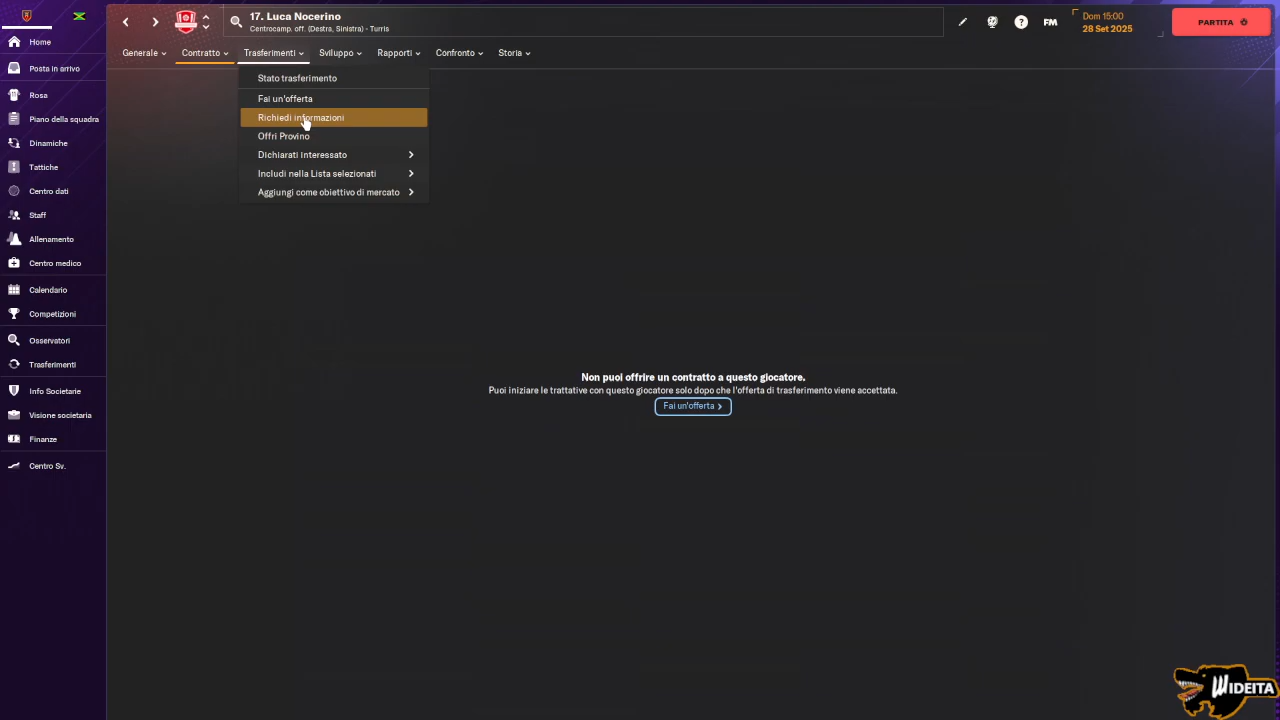 17. Luca Nocerino
Centrocamp. off. (Destra, Sinistra) - Turris
FM
Dom 15:00
28 Set 2025
PARTITA
Generale
Contratto
Trasferimenti
Sviluppo
Rapporti
Confronto
Storia
Home
Posta in arrivo
Rosa
Piano della squadra
Dinamiche
Tattiche
Centro dati
Staff
Allenamento
Centro medico
Calendario
Competizioni
Osservatori
Trasferimenti
Info Societarie
Visione societaria
Finanze
Centro Sv.
Stato trasferimento
Fai un'offerta
Richiedi informazioni
Offri Provino
Dichiarati interessato
Includi nella Lista selezionati
Aggiungi come obiettivo di mercato
Non puoi offrire un contratto a questo giocatore.
Puoi iniziare le trattative con questo giocatore solo dopo che l'offerta di trasferimento viene accettata.
Fai un'offerta
WIDEITA